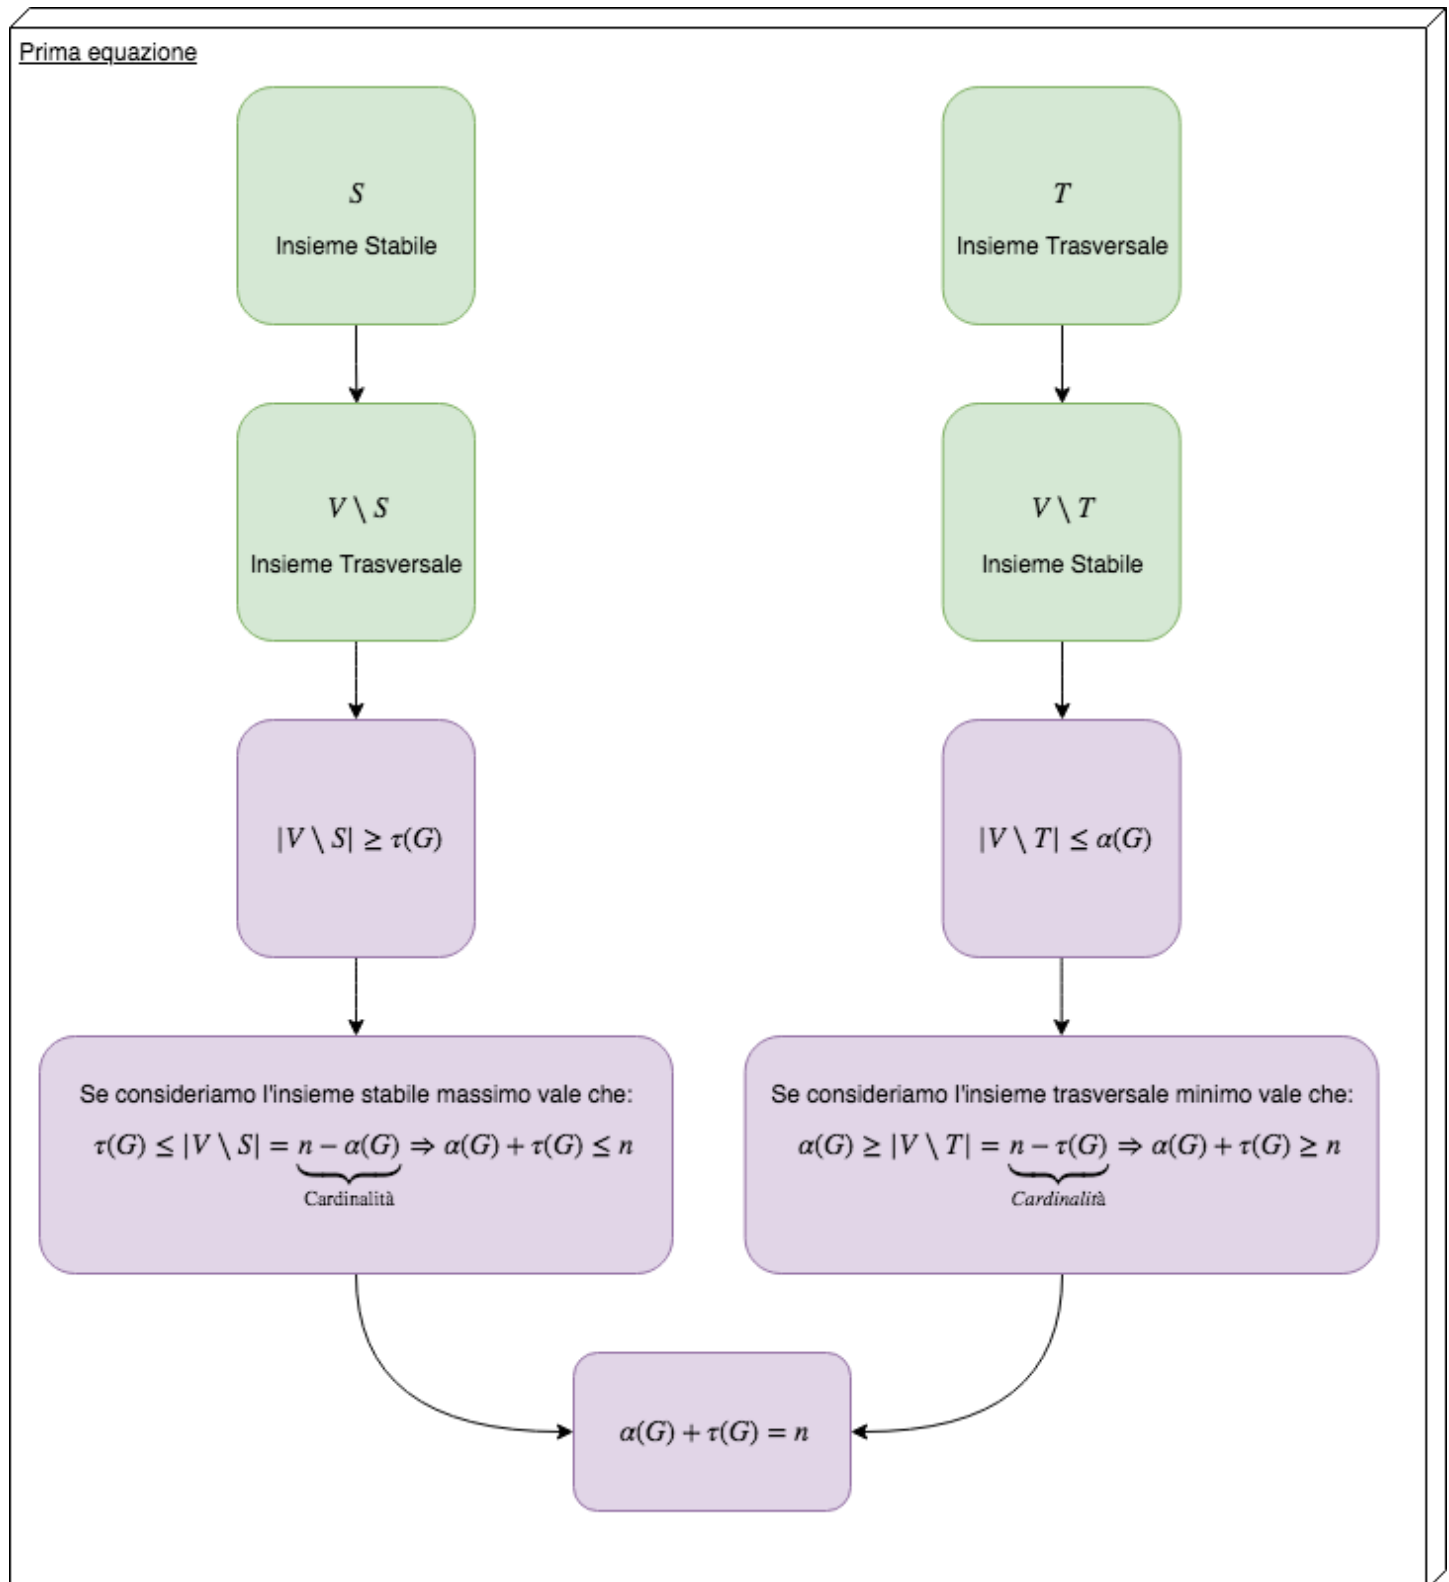 Prima equazione
S
Insieme Stabile
T
Insieme Trasversale
V \ S
Insieme Trasversale
V \ T
Insieme Stabile
|V \ S| ≥ τ(G)
|V \ T| ≤ α(G)
Se consideriamo l'insieme stabile massimo vale che:
τ(G) ≤ |V \ S| = n − α(G) ⇒ α(G) + τ(G) ≤ n
Cardinalità
Se consideriamo l'insieme trasversale minimo vale che:
α(G) ≥ |V \ T| = n − τ(G) ⇒ α(G) + τ(G) ≥ n
Cardinalità
α(G) + τ(G) = n